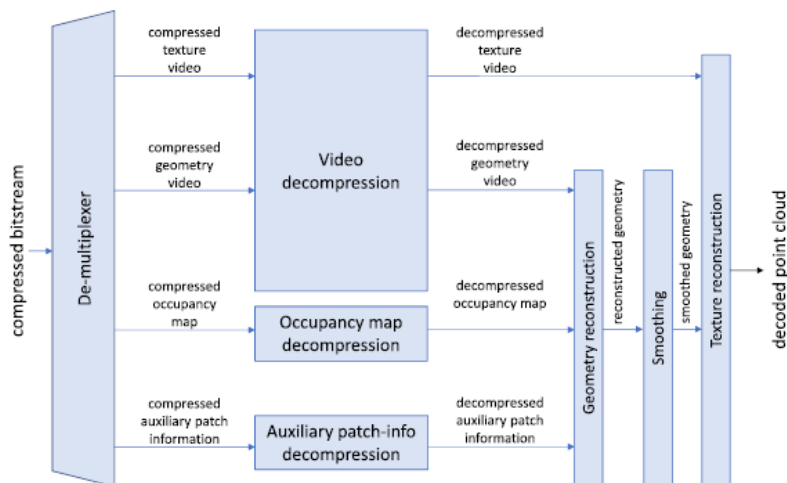 compressed bitstream
De-multiplexer
compressed
texture
video
compressed
geometry
video
compressed
occupancy
map
compressed
auxiliary patch
information
Video
decompression
Occupancy map
decompression
Auxiliary patch-info
decompression
decompressed
texture
video
decompressed
geometry
video
decompressed
occupancy map
decompressed
auxiliary patch
information
Geometry reconstruction
reconstructed geometry
Smoothing
smoothed geometry
Texture reconstruction
decoded point cloud